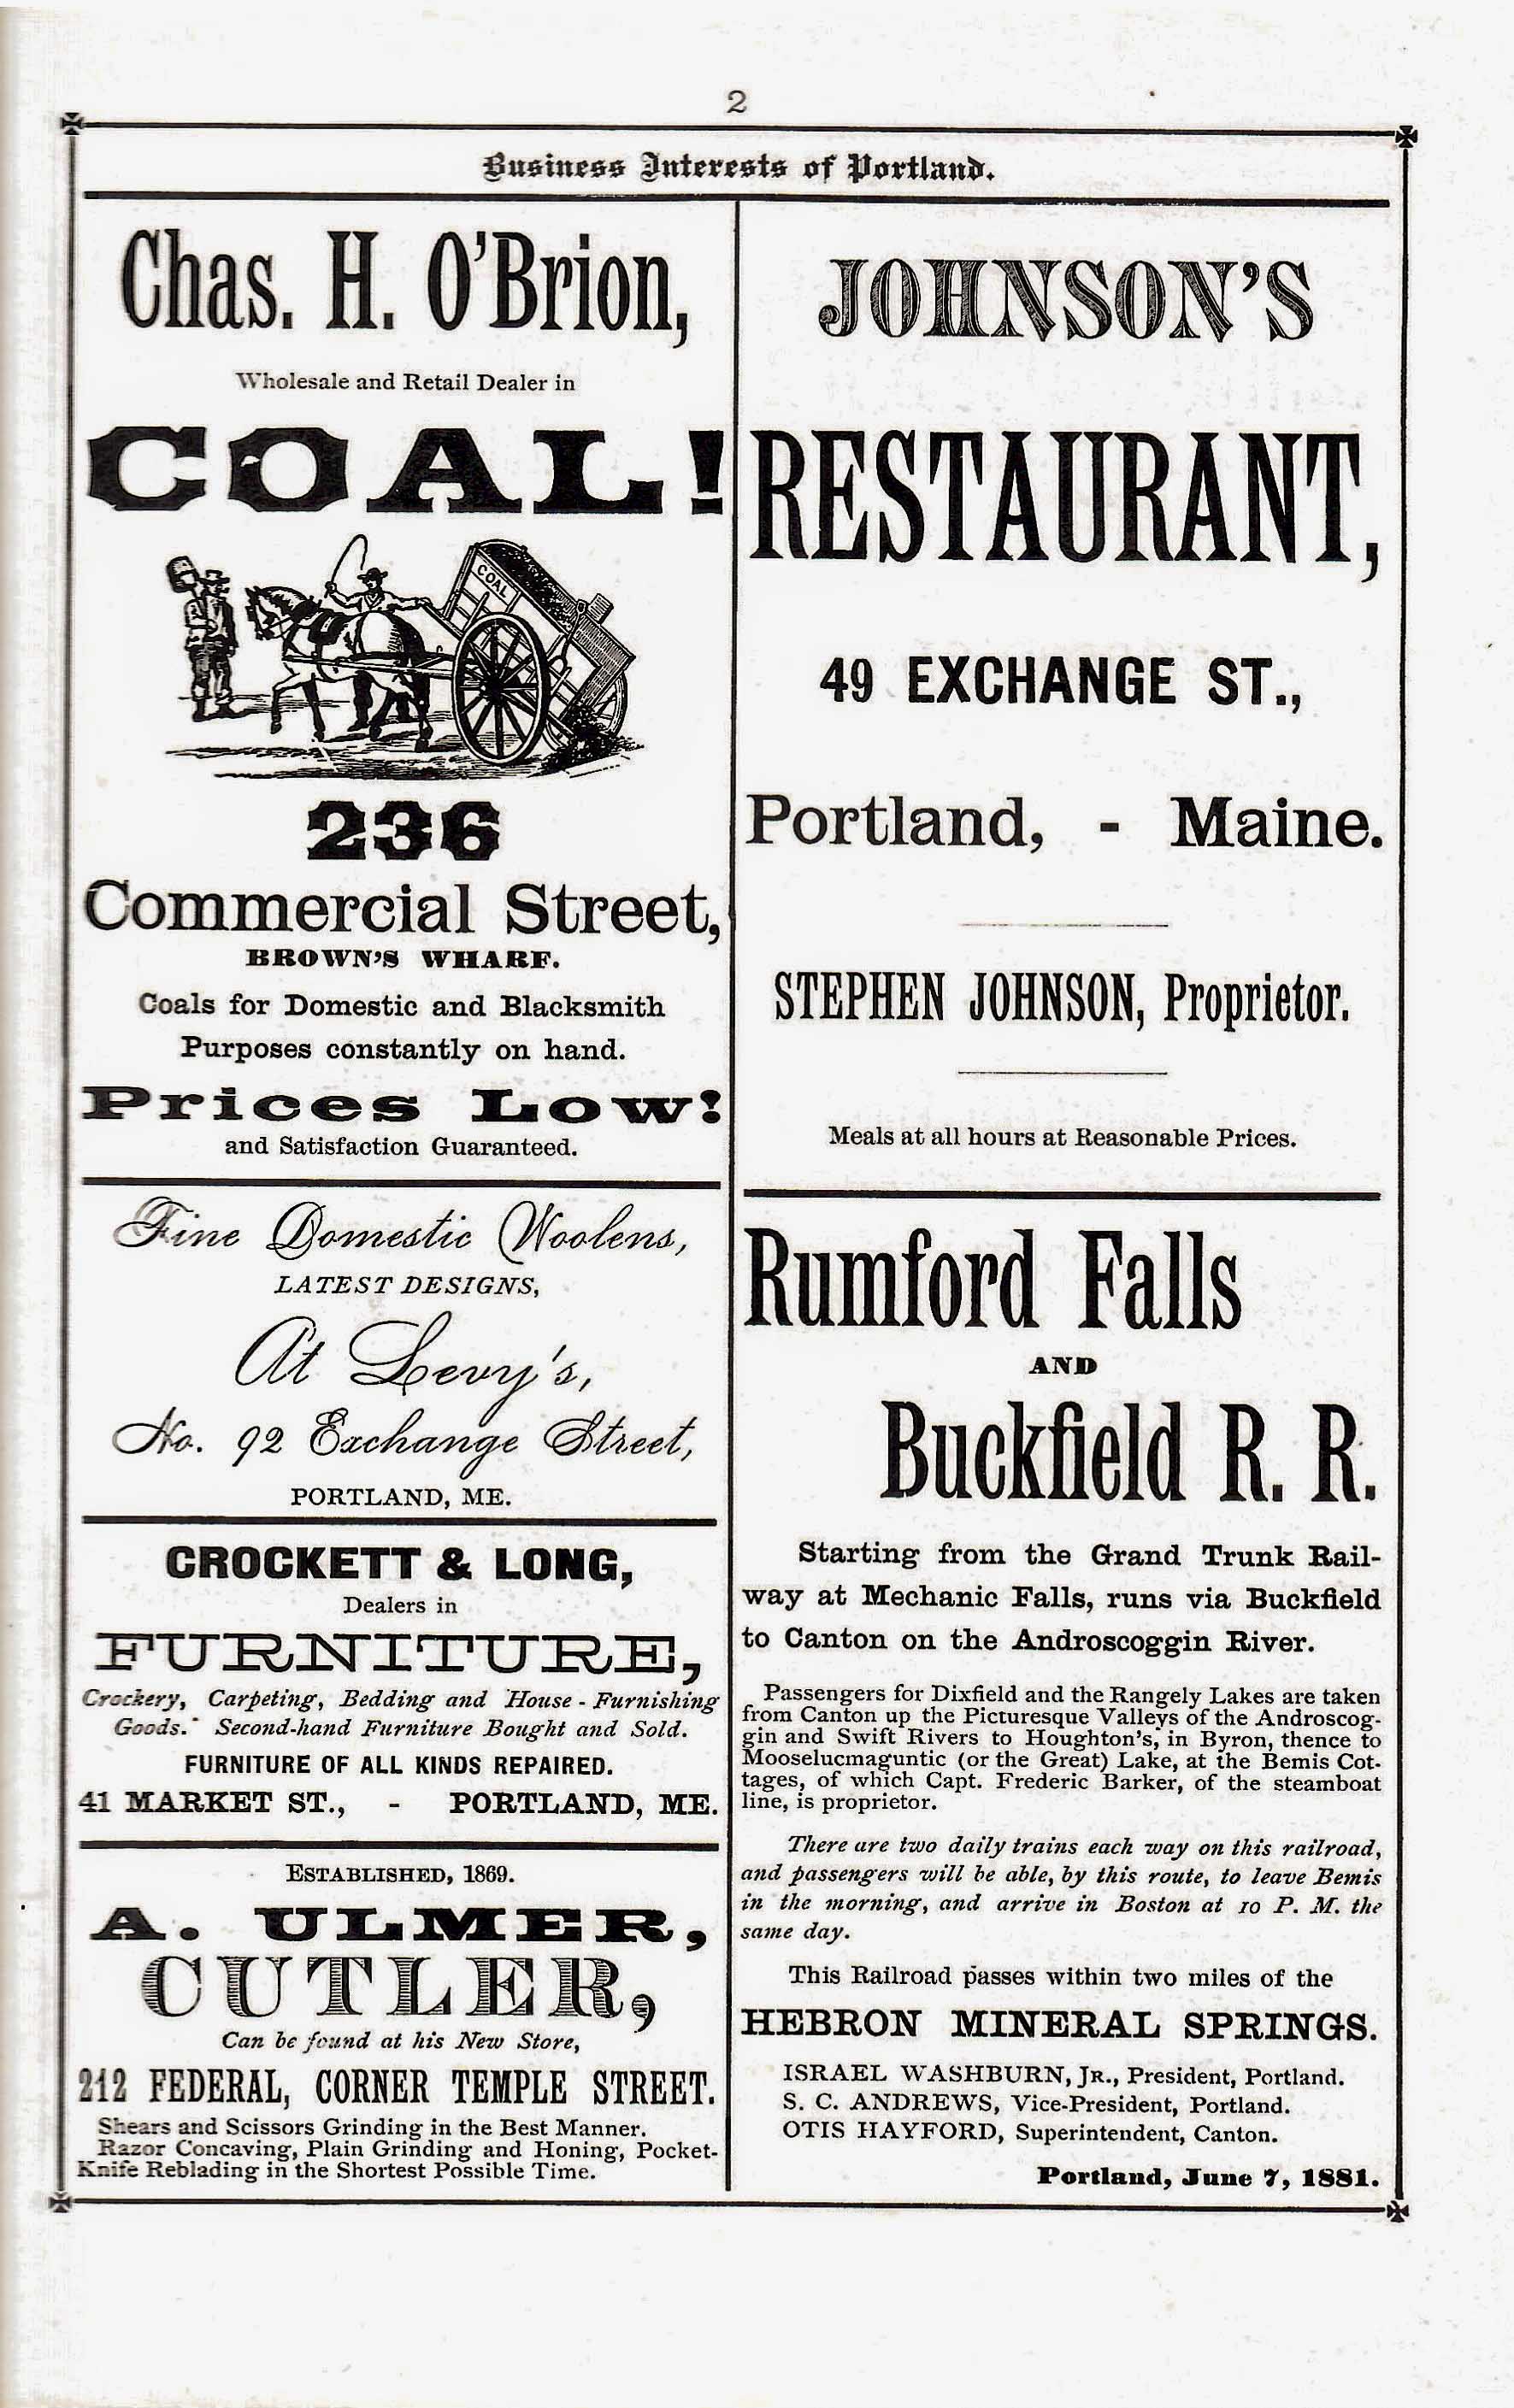 2
Business Interests of Portland.
Chas. H. O'Brion,
Wholesale and Retail Dealer in
COAL!
COAL
236
Commercial Street,
BROWN'S WHARF.
Coals for Domestic and Blacksmith
Purposes constantly on hand.
Prices Low!
and Satisfaction Guaranteed.
Fine Domestic Woolens,
LATEST DESIGNS,
At Levy's,
No. 92 Exchange Street,
PORTLAND, ME.
CROCKETT & LONG,
Dealers in
FURNITURE,
Crockery, Carpeting, Bedding and House-Furnishing
Goods. Second-hand Furniture Bought and Sold.
FURNITURE OF ALL KINDS REPAIRED.
41 MARKET ST., - PORTLAND, ME.
ESTABLISHED, 1869.
A. ULMER,
CUTLER,
Can be found at his New Store,
212 FEDERAL, CORNER TEMPLE STREET.
Shears and Scissors Grinding in the Best Manner.
Razor Concaving, Plain Grinding and Honing, Pocket-
Knife Reblading in the Shortest Possible Time.
JOHNSON'S
RESTAURANT,
49 EXCHANGE ST.,
Portland, - Maine.
STEPHEN JOHNSON, Proprietor.
Meals at all hours at Reasonable Prices.
Rumford Falls
AND
Buckfield R. R.
Starting from the Grand Trunk Rail-
way at Mechanic Falls, runs via Buckfield
to Canton on the Androscoggin River.
Passengers for Dixfield and the Rangely Lakes are taken
from Canton up the Picturesque Valleys of the Androscog-
gin and Swift Rivers to Houghton's, in Byron, thence to
Mooselucmaguntic (or the Great) Lake, at the Bemis Cot-
tages, of which Capt. Frederic Barker, of the steamboat
line, is proprietor.
There are two daily trains each way on this railroad,
and passengers will be able, by this route, to leave Bemis
in the morning, and arrive in Boston at 10 P. M. the
same day.
This Railroad passes within two miles of the
HEBRON MINERAL SPRINGS.
ISRAEL WASHBURN, JR., President, Portland.
S. C. ANDREWS, Vice-President, Portland.
OTIS HAYFORD, Superintendent, Canton.
Portland, June 7, 1881.